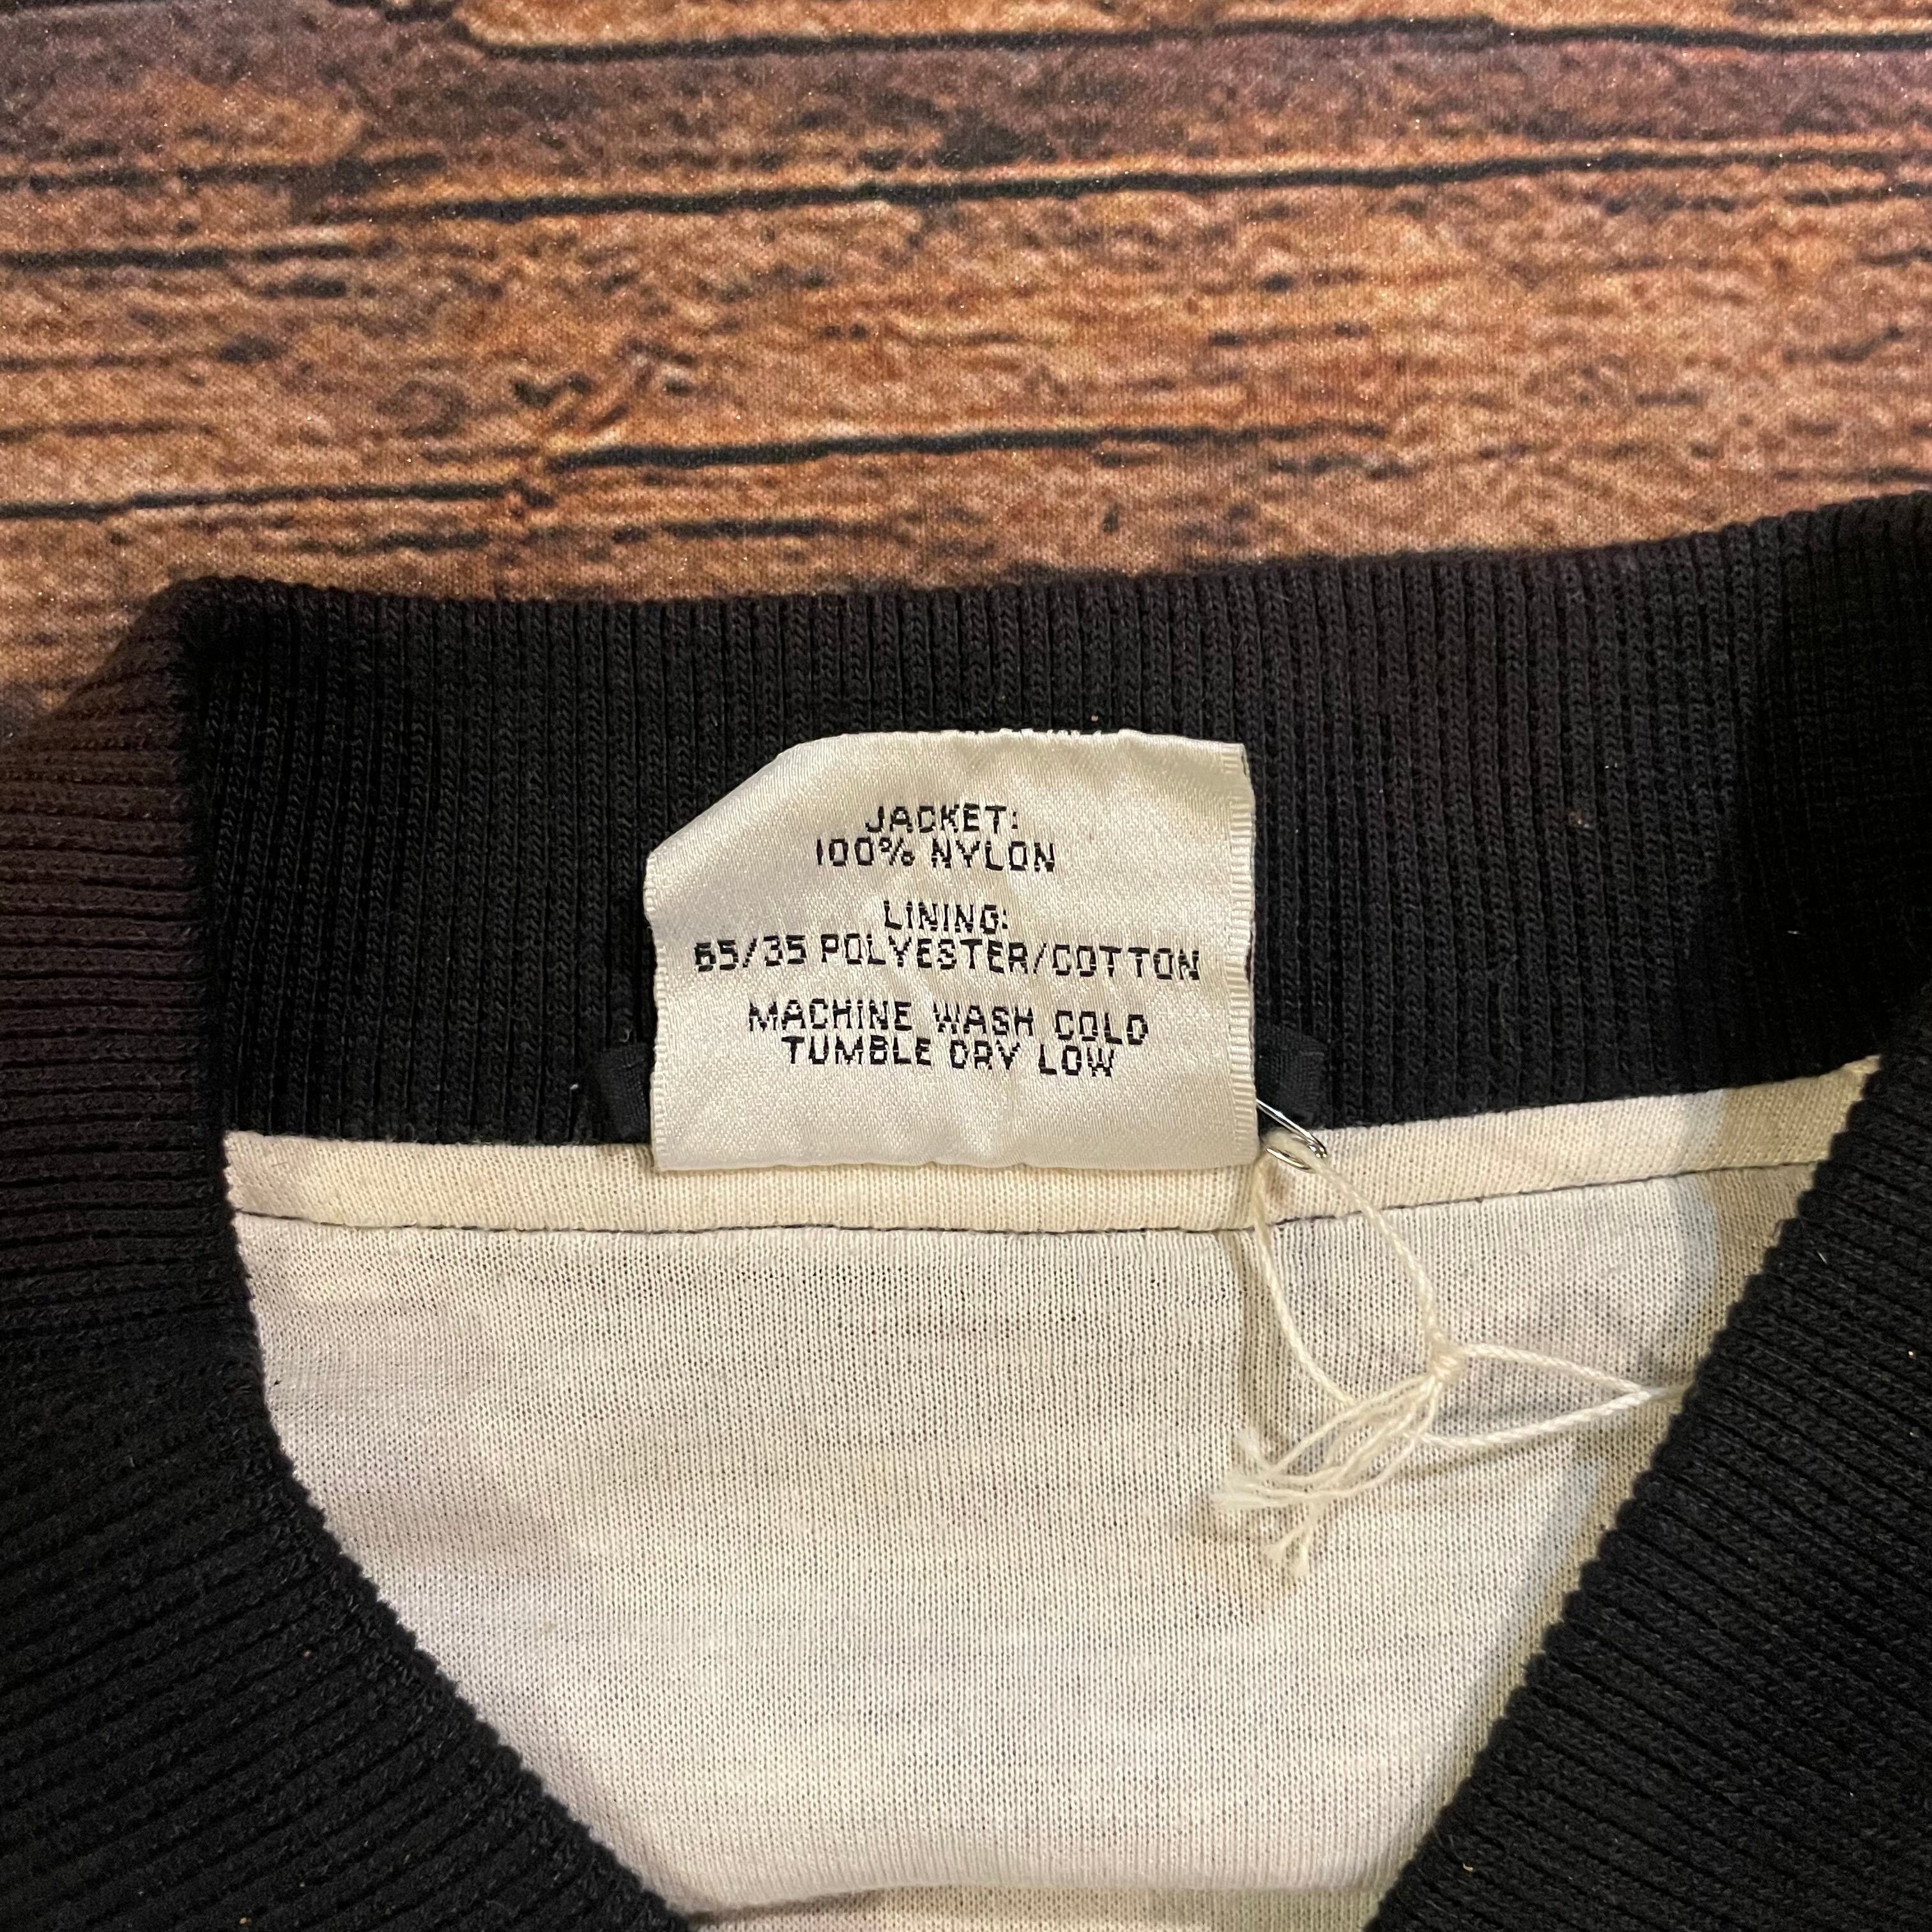 JACKET:
100% NYLON
LINING:
65/35 POLYESTER/COTTON
MACHINE WASH COLD
TUMBLE DRY LOW